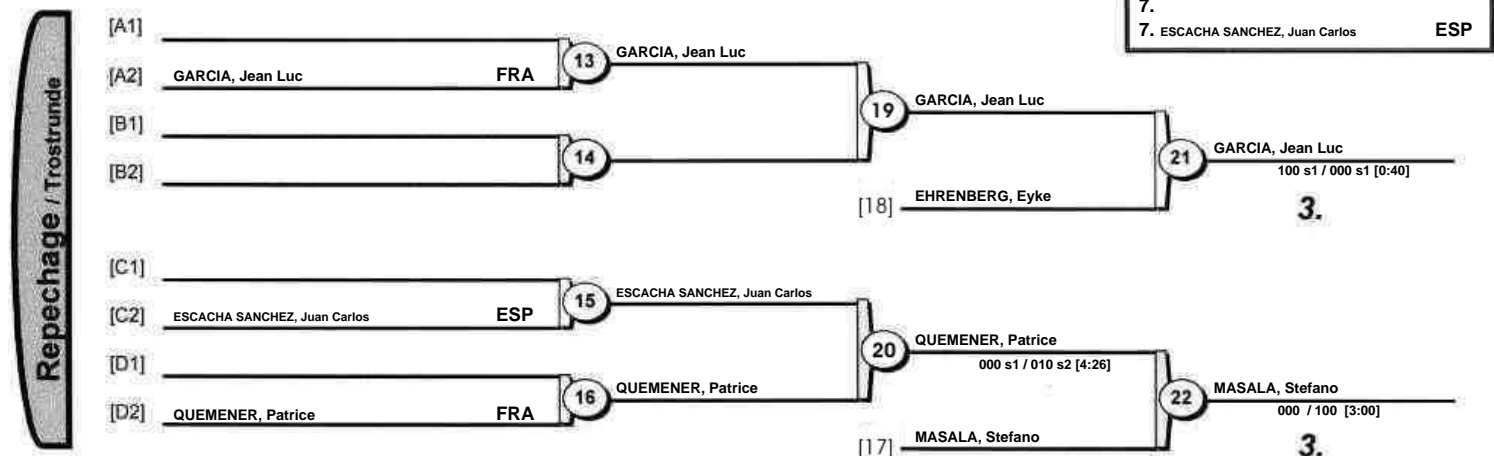 7.
7. ESCACHA SANCHEZ, Juan Carlos ESP
Repechage / Trostrunde
[A1]
[A2] GARCIA, Jean Luc FRA
13 GARCIA, Jean Luc
[B1]
[B2]
14
19 GARCIA, Jean Luc
[18] EHRENBERG, Eyke
21 GARCIA, Jean Luc
100 s1 / 000 s1 [0:40]
3.
[C1]
[C2] ESCACHA SANCHEZ, Juan Carlos ESP
15 ESCACHA SANCHEZ, Juan Carlos
[D1]
[D2] QUEMENER, Patrice FRA
16 QUEMENER, Patrice
20 QUEMENER, Patrice
000 s1 / 010 s2 [4:26]
[17] MASALA, Stefano
22 MASALA, Stefano
000 / 100 [3:00]
3.